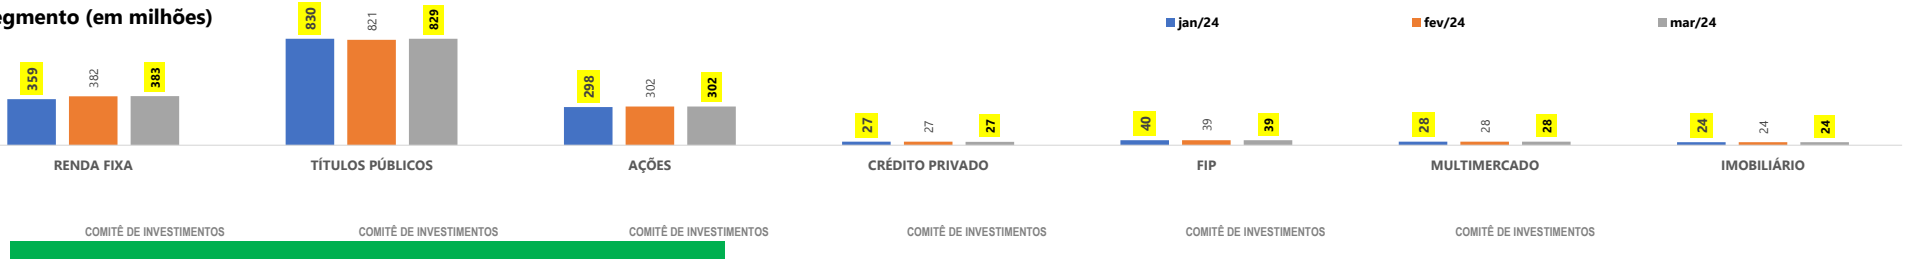 egmento (em milhões)
jan/24 fev/24 mar/24
359 382 383
830 821 829
298 302 302
27 27 27
40 39 39
28 28 28
24 24 24
RENDA FIXA TÍTULOS PÚBLICOS AÇÕES CRÉDITO PRIVADO FIP MULTIMERCADO IMOBILIÁRIO
COMITÊ DE INVESTIMENTOS COMITÊ DE INVESTIMENTOS COMITÊ DE INVESTIMENTOS COMITÊ DE INVESTIMENTOS COMITÊ DE INVESTIMENTOS COMITÊ DE INVESTIMENTOS